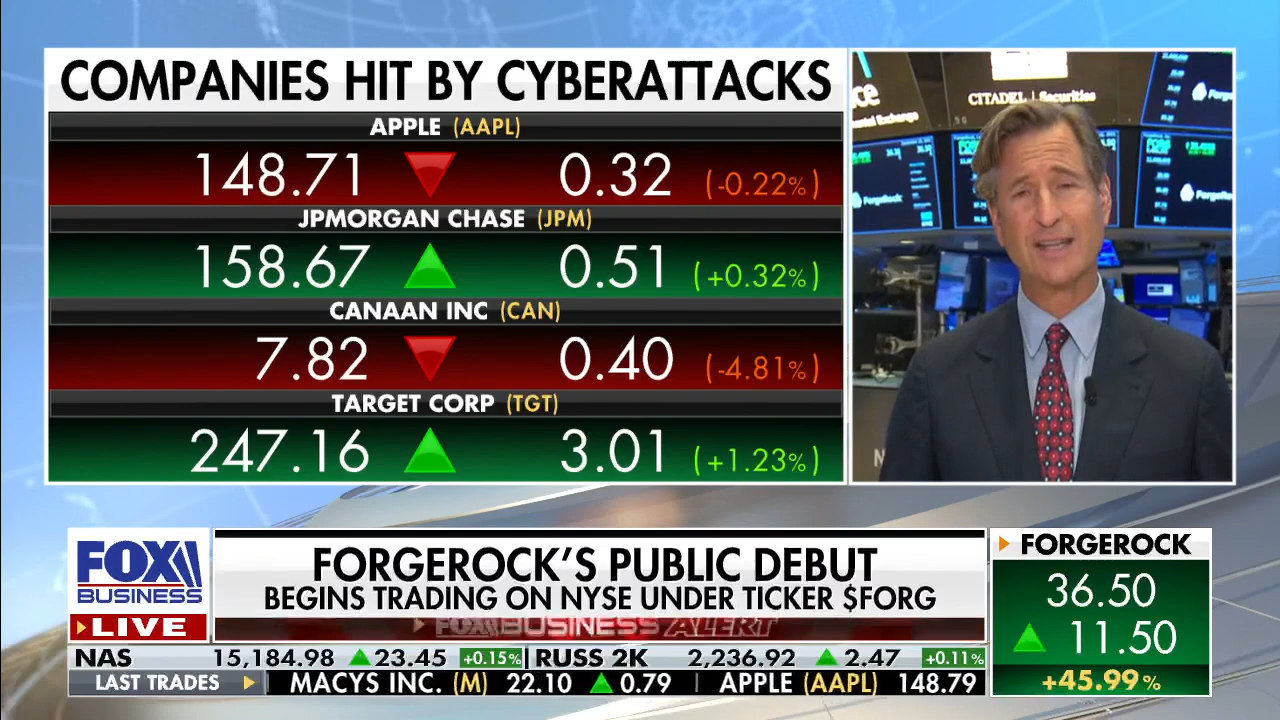 COMPANIES HIT BY CYBERATTACKS
APPLE (AAPL)
148.71 ▼ 0.32 (-0.22%)
JPMORGAN CHASE (JPM)
158.67 ▲ 0.51 (+0.32%)
CANAAN INC (CAN)
7.82 ▼ 0.40 (-4.81%)
TARGET CORP (TGT)
247.16 ▲ 3.01 (+1.23%)
CITADEL | Securities
ForgeRock
ForgeRock
FOX
BUSINESS
LIVE
FORGEROCK'S PUBLIC DEBUT
BEGINS TRADING ON NYSE UNDER TICKER $FORG
FOX BUSINESS ALERT
FORGEROCK
36.50
▲ 11.50
+45.99%
NAS 15,184.98 ▲ 23.45 +0.15% RUSS 2K 2,236.92 ▲ 2.47 +0.11%
LAST TRADES MACYS INC. (M) 22.10 ▲ 0.79 APPLE (AAPL) 148.79